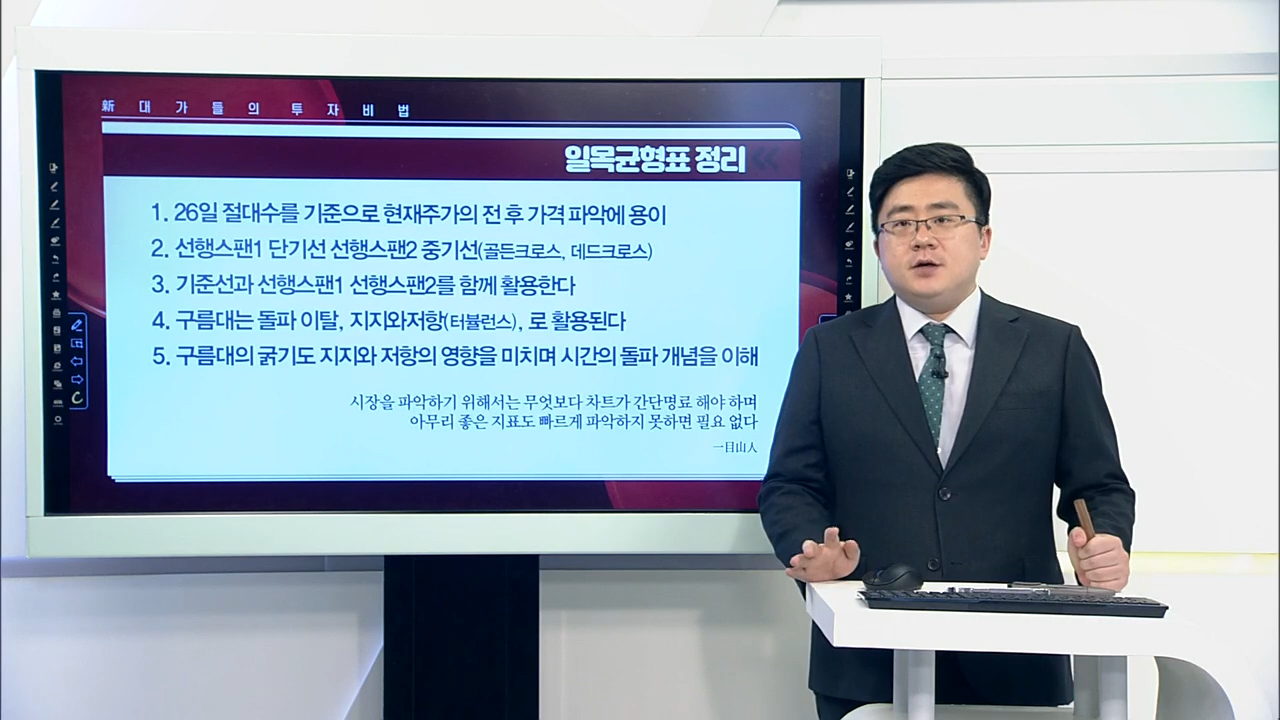 新대가들의 투자비법
일목균형표 정리
1. 26일 절대수를 기준으로 현재주가의 전 후 가격 파악에 용이
2. 선행스팬1 단기선 선행스팬2 중기선(골든크로스, 데드크로스)
3. 기준선과 선행스팬1 선행스팬2를 함께 활용한다
4. 구름대는 돌파 이탈, 지지와저항(터뷸런스), 로 활용된다
5. 구름대의 굵기도 지지와 저항의 영향을 미치며 시간의 돌파 개념을 이해
시장을 파악하기 위해서는 무엇보다 차트가 간단명료 해야 하며
아무리 좋은 지표도 빠르게 파악하지 못하면 필요 없다
一目山人